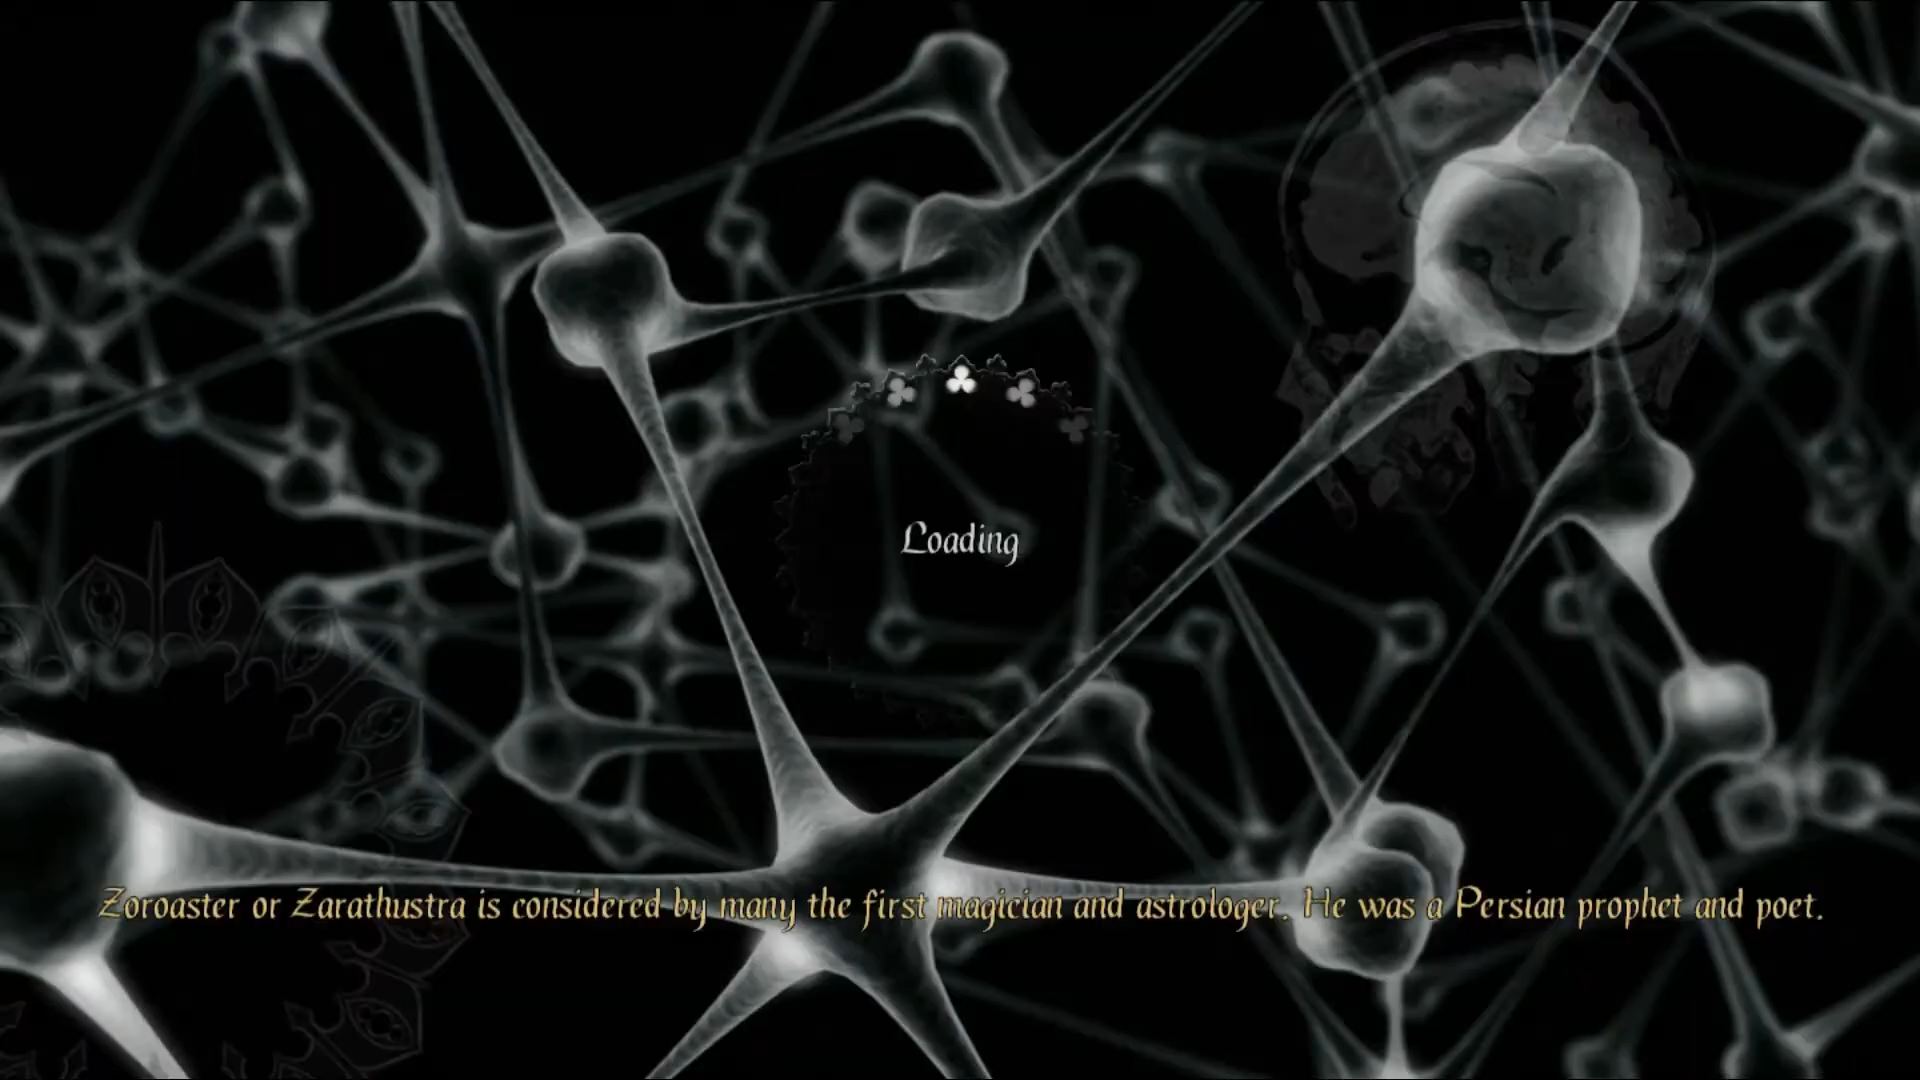 Loading
Zoroaster or Zarathustra is considered by many the first magician and astrologer. He was a Persian prophet and poet.